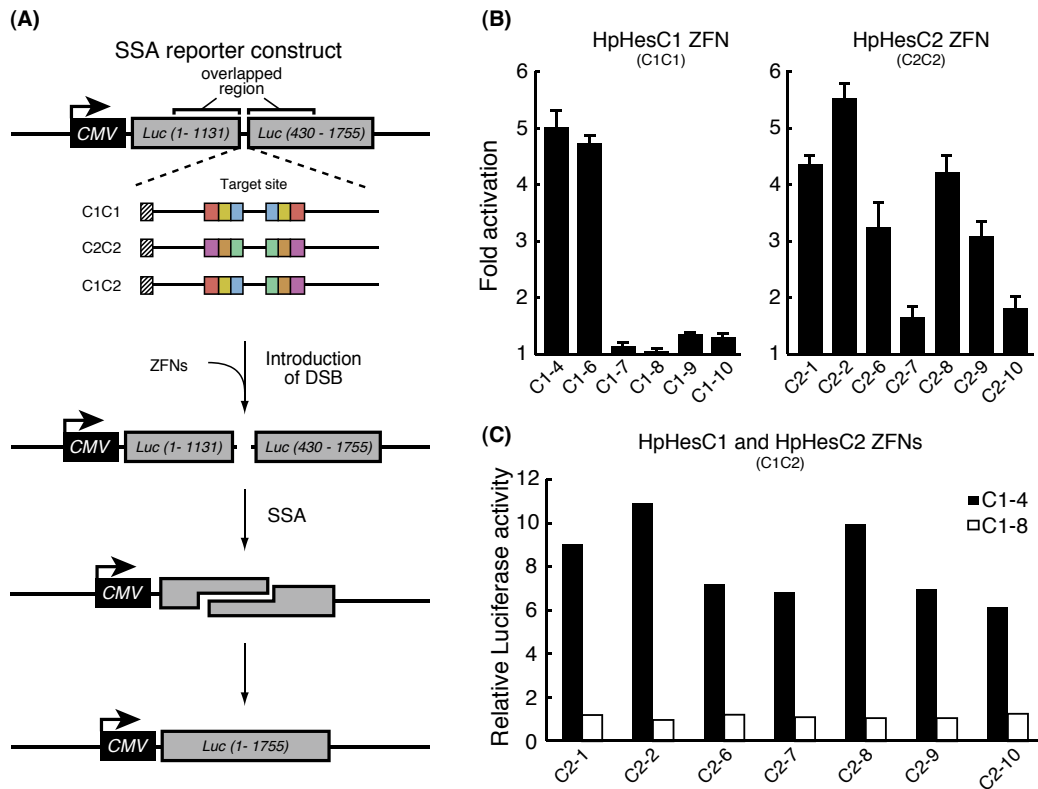 (A)
SSA reporter construct
overlapped
region
CMV
Luc (1- 1131)
Luc (430 - 1755)
Target site
C1C1
C2C2
C1C2
ZFNs
Introduction
of DSB
CMV
Luc (1- 1131)
Luc (430 - 1755)
SSA
CMV
CMV
Luc (1- 1755)
(B)
HpHesC1 ZFN
(C1C1)
Fold activation
6
5
4
3
2
1
C1-4
C1-6
C1-7
C1-8
C1-9
C1-10
HpHesC2 ZFN
(C2C2)
6
5
4
3
2
1
C2-1
C2-2
C2-6
C2-7
C2-8
C2-9
C2-10
(C)
HpHesC1 and HpHesC2 ZFNs
(C1C2)
Relative Luciferase activity
12
10
8
6
4
2
0
C1-4
C1-8
C2-1
C2-2
C2-6
C2-7
C2-8
C2-9
C2-10